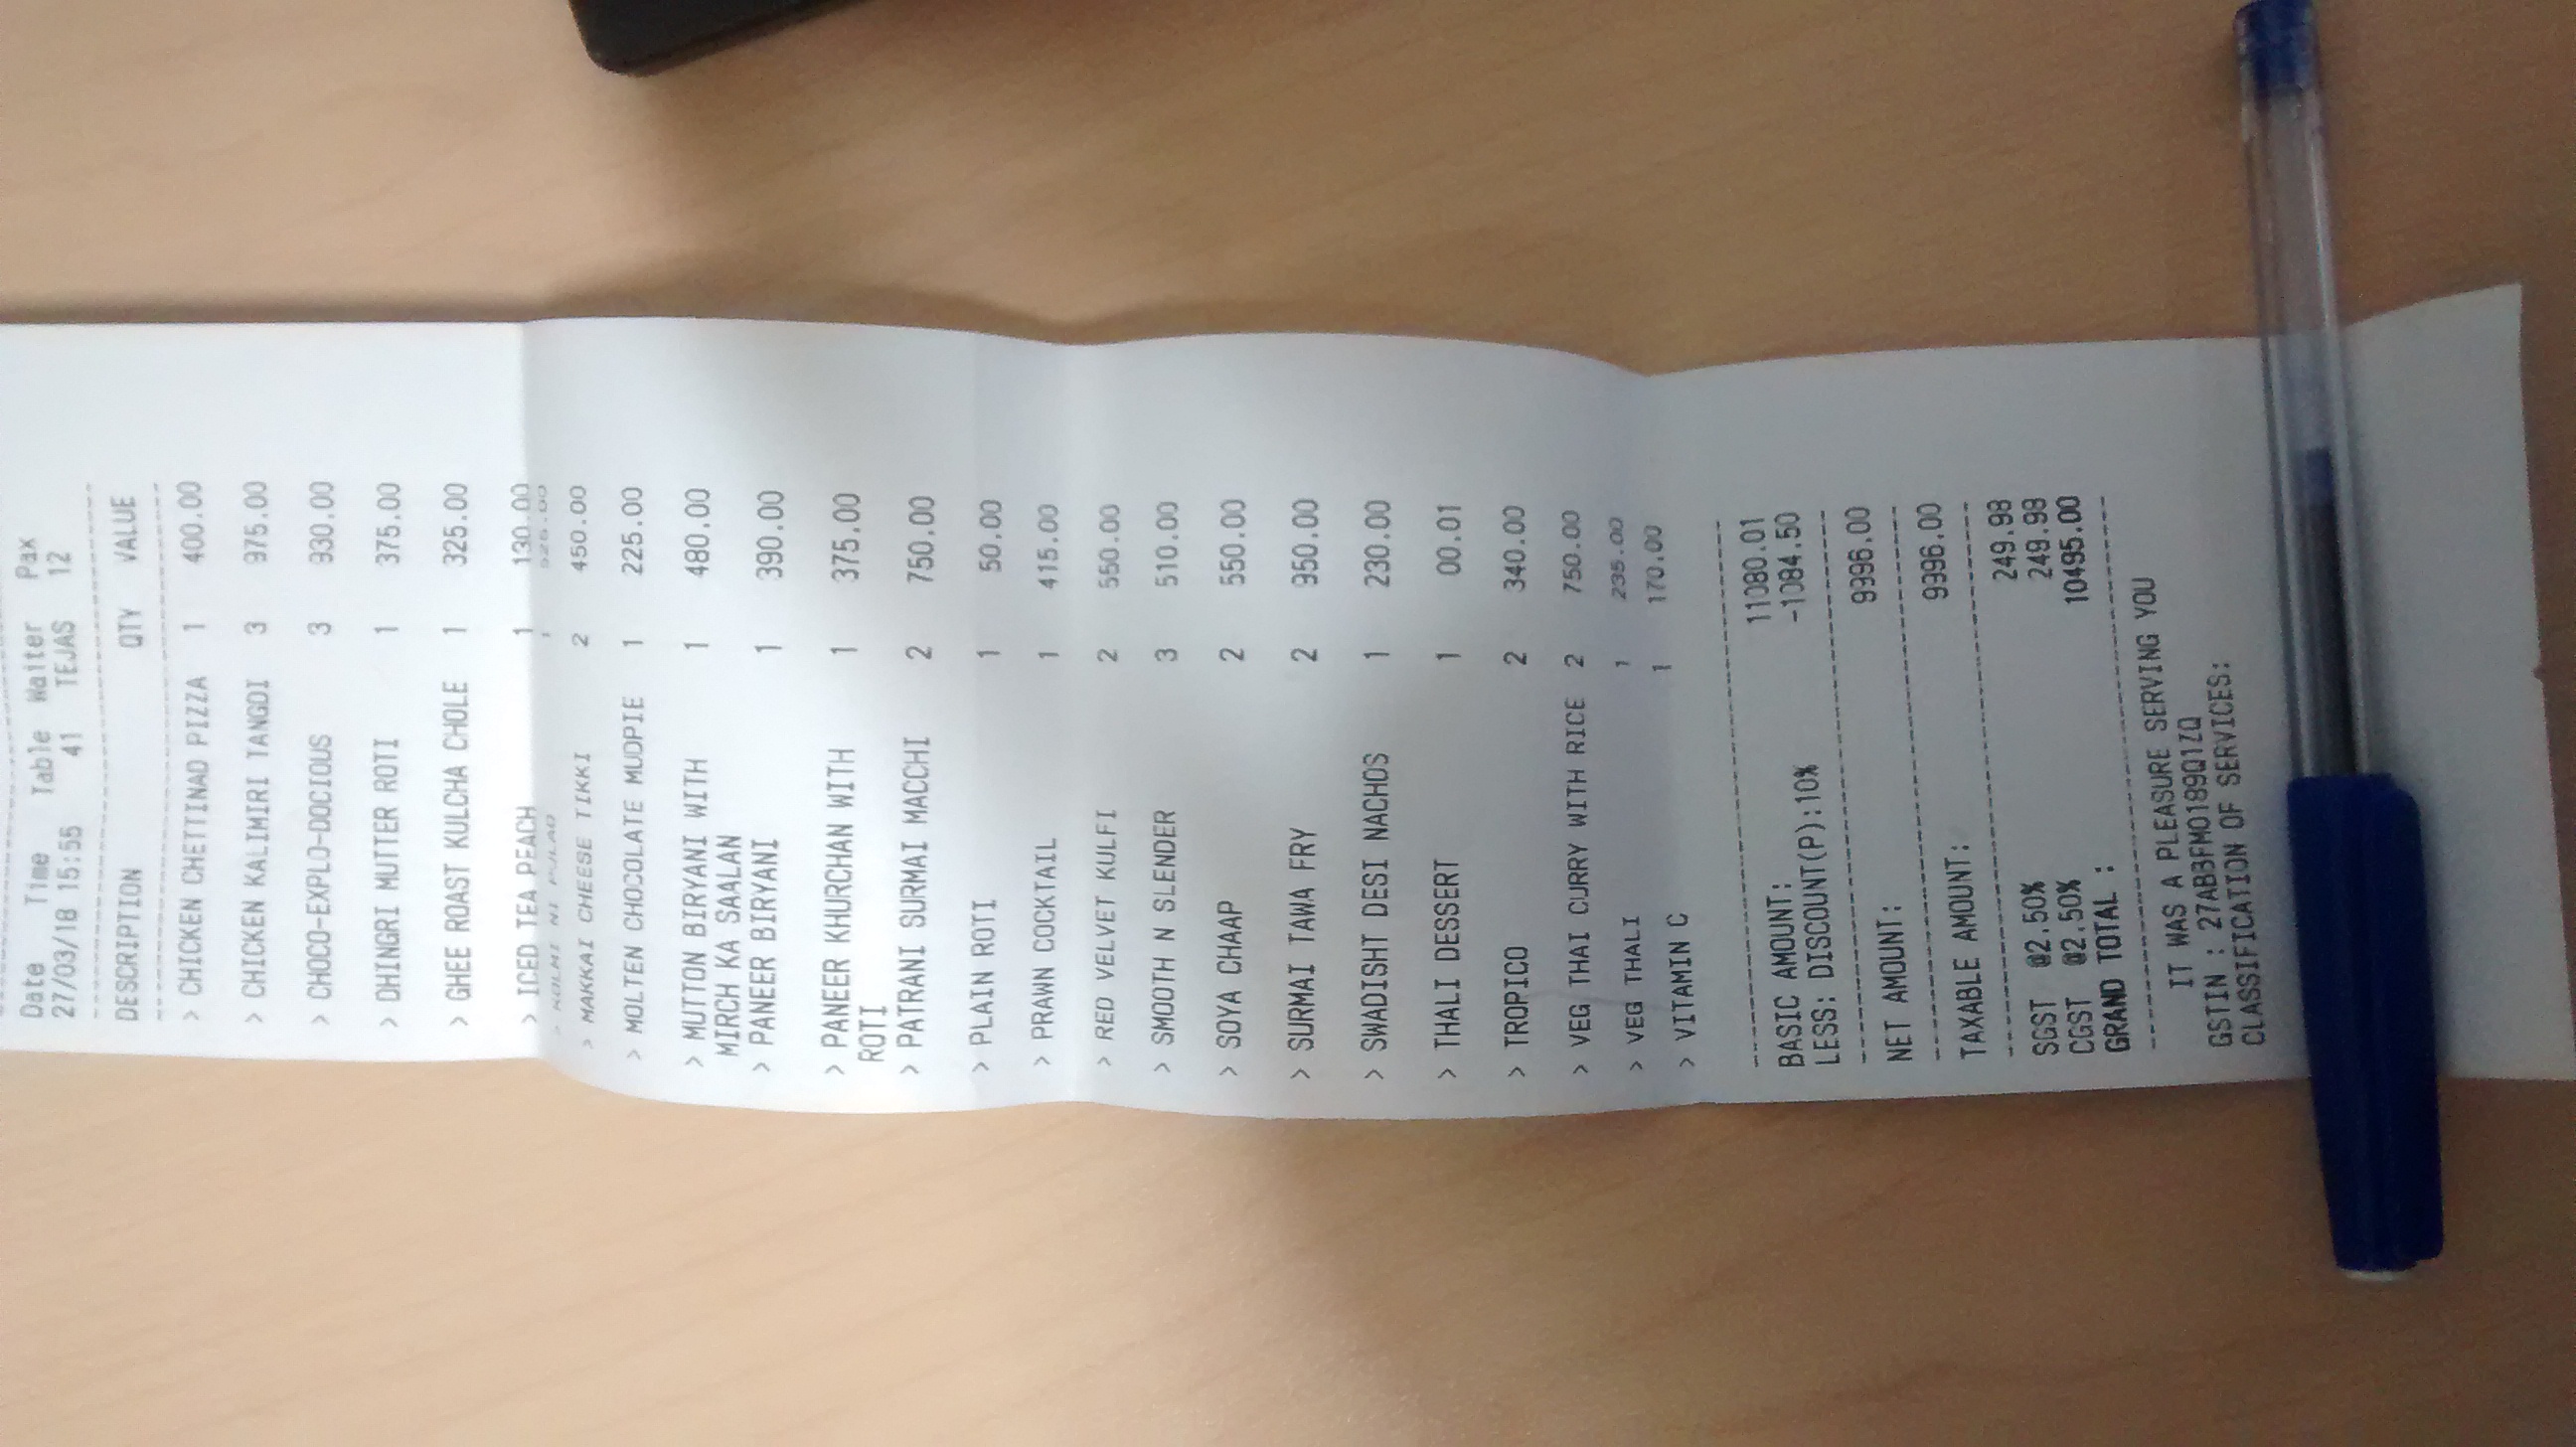 Date Time Table Waiter Pax
27/03/18 15:55 41 TEJAS 12
DESCRIPTION QTY VALUE
> CHICKEN CHETTINAD PIZZA 1 400.00
> CHICKEN KALIMIRI TANGDI 3 975.00
> CHOCO-EXPLO-DOCIOUS 3 930.00
> DHINGRI MUTTER ROTI 1 375.00
> GHEE ROAST KULCHA CHOLE 1 325.00
> ICED TEA PEACH 1 130.00
> KOLMI NI PULAO 1 525.00
> MAKKAI CHEESE TIKKI 2 450.00
> MOLTEN CHOCOLATE MUDPIE 1 225.00
> MUTTON BIRYANI WITH 1 480.00
MIRCH KA SAALAN
> PANEER BIRYANI 1 390.00
> PANEER KHURCHAN WITH 1 375.00
ROTI
> PATRANI SURMAI MACCHI 2 750.00
> PLAIN ROTI 1 50.00
> PRAWN COCKTAIL 1 415.00
> RED VELVET KULFI 2 550.00
> SMOOTH N SLENDER 3 510.00
> SOYA CHAAP 2 550.00
> SURMAI TAWA FRY 2 950.00
> SWADISHT DESI NACHOS 1 230.00
> THALI DESSERT 1 00.01
> TROPICO 2 340.00
> VEG THAI CURRY WITH RICE 2 750.00
> VEG THALI 1 235.00
> VITAMIN C 1 170.00
BASIC AMOUNT: 11080.01
LESS: DISCOUNT(P):10% -1084.50
NET AMOUNT: 9996.00
TAXABLE AMOUNT: 9996.00
SGST @2.50% 249.98
CGST @2.50% 249.98
GRAND TOTAL : 10495.00
IT WAS A PLEASURE SERVING YOU
GSTIN : 27ABBFM0189Q1ZQ
CLASSIFICATION OF SERVICES: